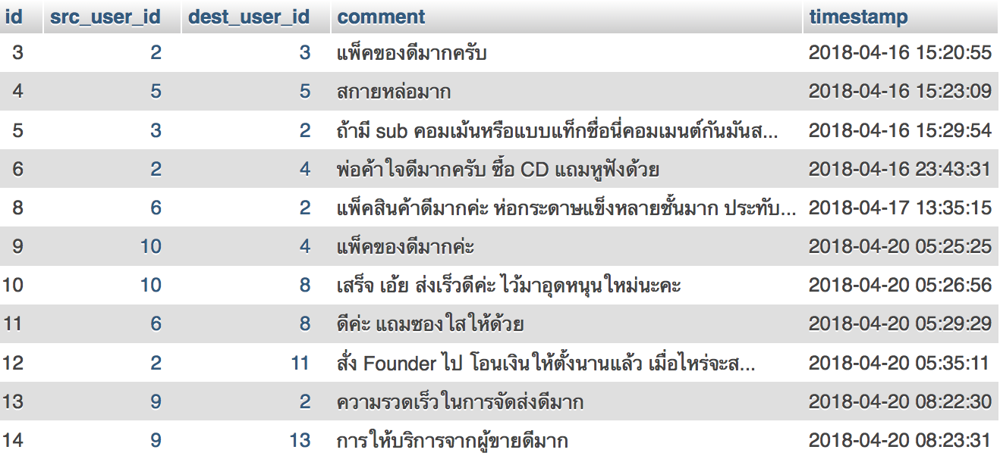 id src_user_id dest_user_id comment timestamp
3 2 3 แพ็คของดีมากครับ 2018-04-16 15:20:55
4 5 5 สกายหล่อมาก 2018-04-16 15:23:09
5 3 2 ถ้ามี sub คอมเม้นหรือแบบแท็กชื่อนี่คอมเมนต์กันมันส... 2018-04-16 15:29:54
6 2 4 พ่อค้าใจดีมากครับ ซื้อ CD แถมหูฟังด้วย 2018-04-16 23:43:31
8 6 2 แพ็คสินค้าดีมากค่ะ ห่อกระดาษแข็งหลายชั้นมาก ประทับ... 2018-04-17 13:35:15
9 10 4 แพ็คของดีมากค่ะ 2018-04-20 05:25:25
10 10 8 เสร็จ เอ้ย ส่งเร็วดีค่ะ ไว้มาอุดหนุนใหม่นะคะ 2018-04-20 05:26:56
11 6 8 ดีค่ะ แถมซองใสให้ด้วย 2018-04-20 05:29:29
12 2 11 สั่ง Founder ไป โอนเงินให้ตั้งนานแล้ว เมื่อไหร่จะส... 2018-04-20 05:35:11
13 9 2 ความรวดเร็วในการจัดส่งดีมาก 2018-04-20 08:22:30
14 9 13 การให้บริการจากผู้ขายดีมาก 2018-04-20 08:23:31